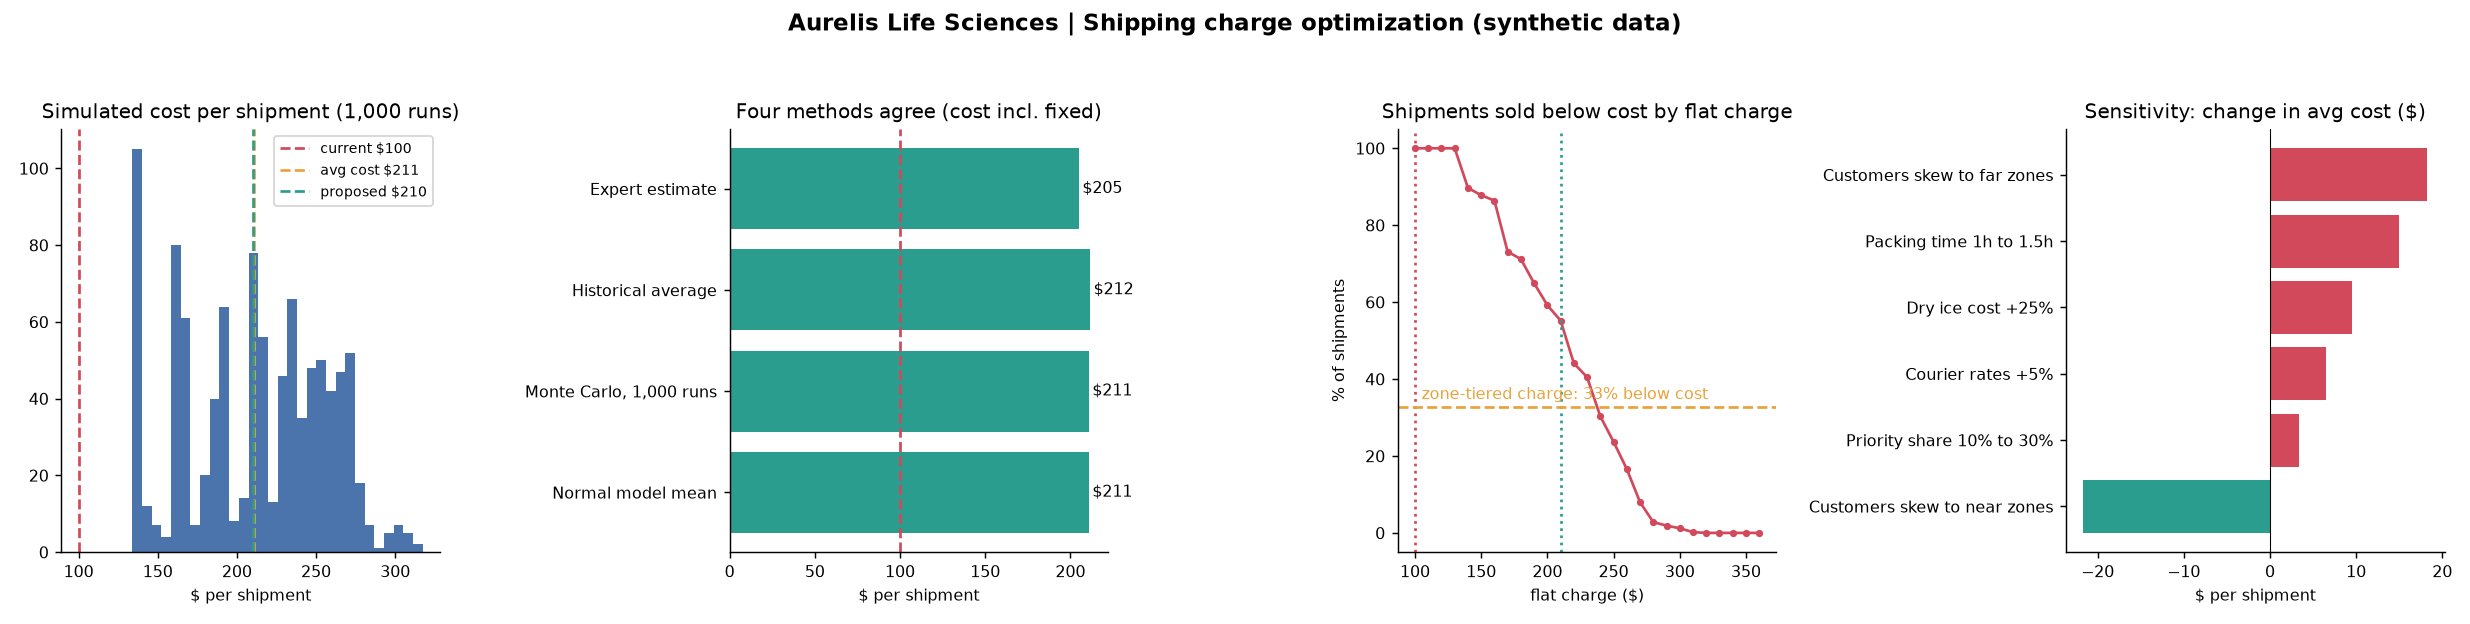 Aurelis Life Sciences | Shipping charge optimization (synthetic data)
Simulated cost per shipment (1,000 runs)
current $100
avg cost $211
proposed $210
100
80
60
40
20
0
100 150 200 250 300
$ per shipment
Four methods agree (cost incl. fixed)
Expert estimate
$205
Historical average
$212
Monte Carlo, 1,000 runs
$211
Normal model mean
$211
0 50 100 150 200
$ per shipment
Shipments sold below cost by flat charge
% of shipments
100
80
60
40
20
0
zone-tiered charge: 33% below cost
100 150 200 250 300 350
flat charge ($)
Sensitivity: change in avg cost ($)
Customers skew to far zones
Packing time 1h to 1.5h
Dry ice cost +25%
Courier rates +5%
Priority share 10% to 30%
Customers skew to near zones
−20 −10 0 10 20
$ per shipment